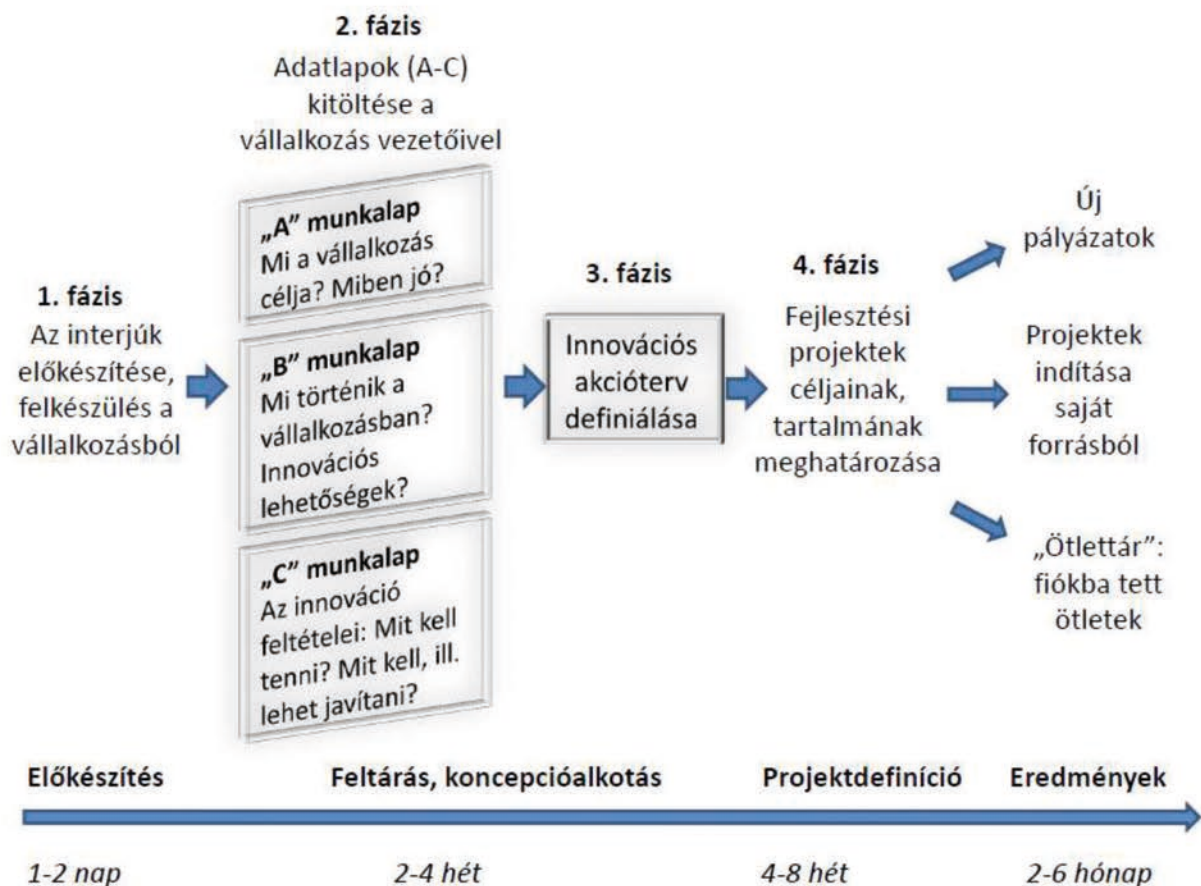 2. fázis
Adatlapok (A-C)
kitöltése a
vállalkozás vezetőivel
1. fázis
Az interjúk
előkészítése,
felkészülés a
vállalkozásból
„A” munkalap
Mi a vállalkozás
célja? Miben jó?
„B” munkalap
Mi történik a
vállalkozásban?
Innovációs
lehetőségek?
„C” munkalap
Az innováció
feltételei: Mit kell
tenni? Mit kell, ill.
lehet javítani?
3. fázis
Innovációs
akcióterv
definiálása
4. fázis
Fejlesztési
projektek
céljainak,
tartalmának
meghatározása
Új
pályázatok
Projektek
indítása
saját
forrásból
„Ötlettár”:
fiókba tett
ötletek
Előkészítés
Feltárás, koncepcióalkotás
Projektdefiníció
Eredmények
1-2 nap
2-4 hét
4-8 hét
2-6 hónap